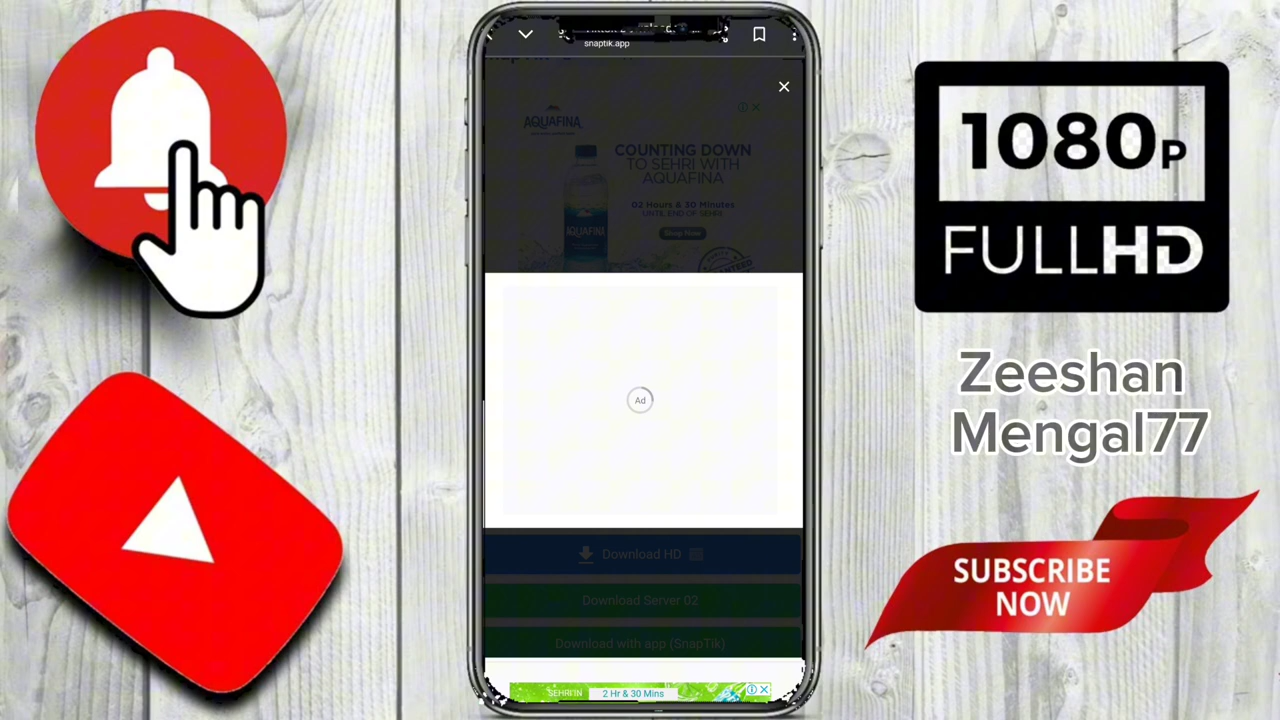 snaptik.app
AQUAFINA
COUNTING DOWN
TO SEHRI WITH
AQUAFINA
02 Hours & 30 Minutes
UNTIL END OF SEHRI
Shop Now
AQUAFINA
Ad
Download HD
Download Server 02
Download with app (SnapTik)
SEHRI IN
2 Hr & 30 Mins
1080P
FULLHD
Zeeshan
Mengal77
SUBSCRIBE
NOW